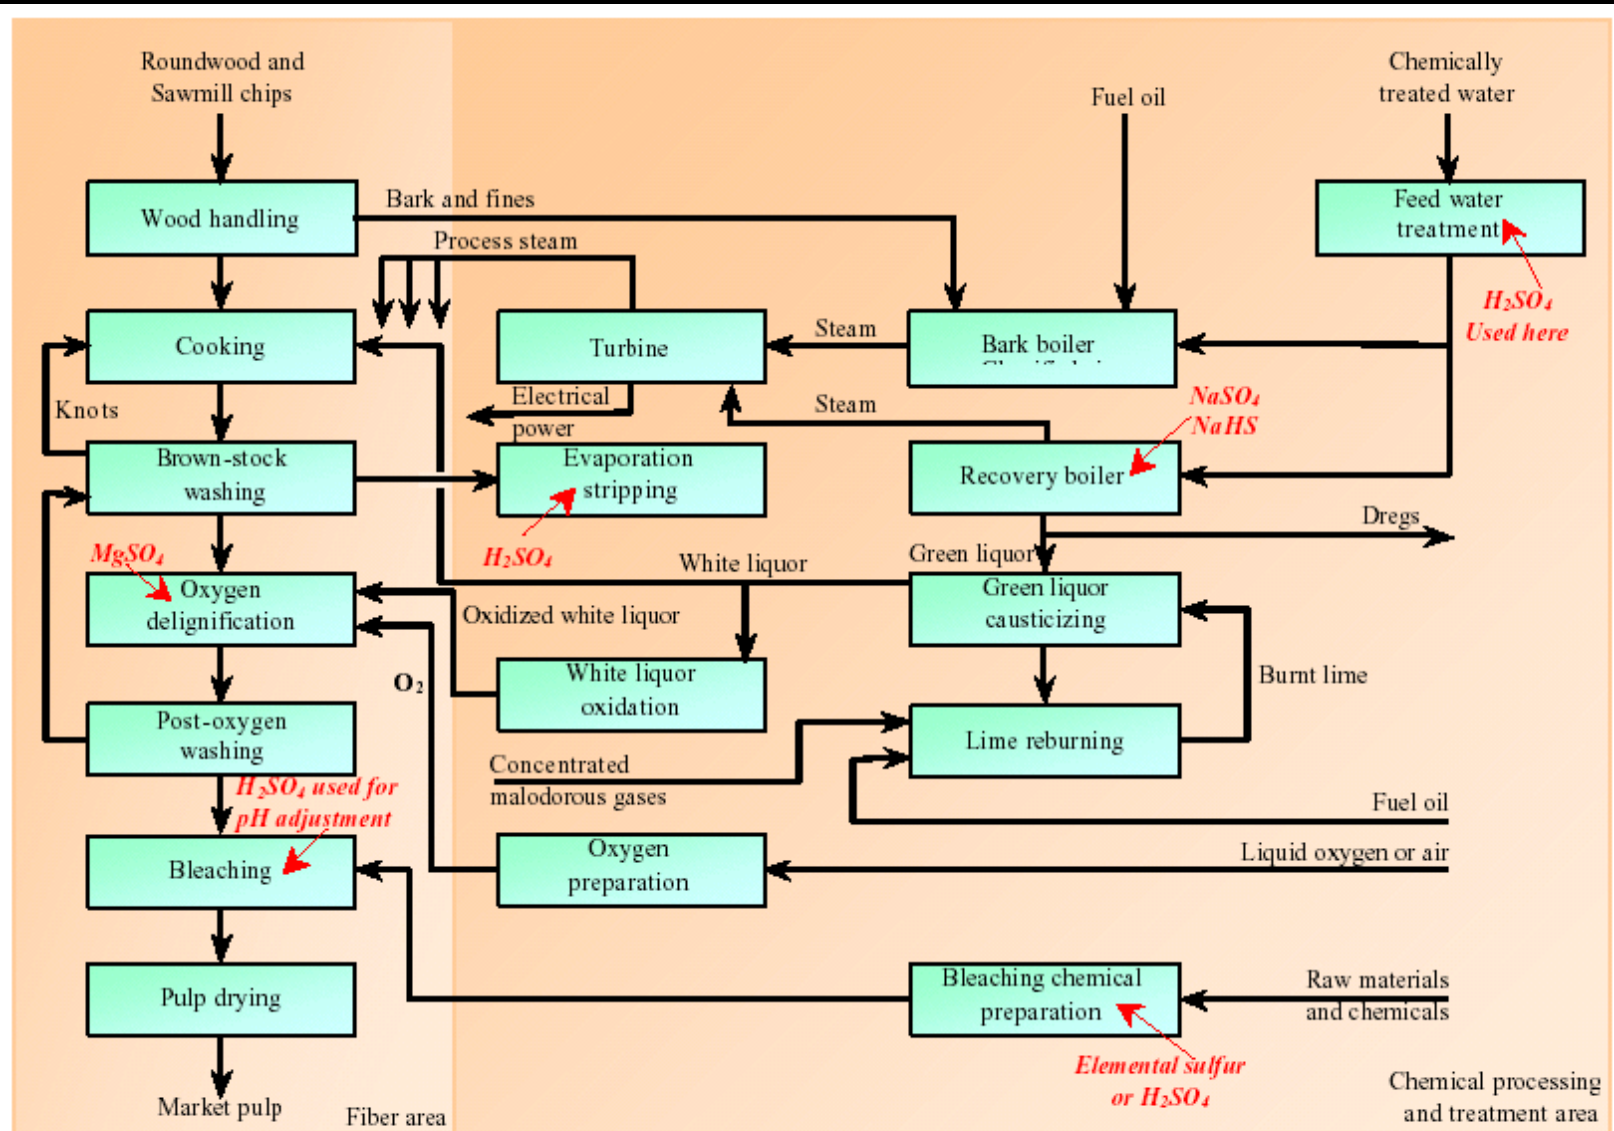 Roundwood and
Sawmill chips
Chemically
treated water
Fuel oil
Wood handling
Bark and fines
Feed water
treatment
Process steam
H₂SO₄
Used here
Cooking
Turbine
Steam
Bark boiler
Knots
Electrical
power
Steam
NaSO₄
NaHS
Brown-stock
washing
Evaporation
stripping
Recovery boiler
Dregs
MgSO₄
H₂SO₄
White liquor
Green liquor
Oxygen
delignification
Oxidized white liquor
Green liquor
causticizing
O₂
White liquor
oxidation
Burnt lime
Post-oxygen
washing
Lime reburning
H₂SO₄ used for
pH adjustment
Concentrated
malodorous gases
Fuel oil
Bleaching
Oxygen
preparation
Liquid oxygen or air
Pulp drying
Bleaching chemical
preparation
Raw materials
and chemicals
Elemental sulfur
or H₂SO₄
Market pulp
Fiber area
Chemical processing
and treatment area